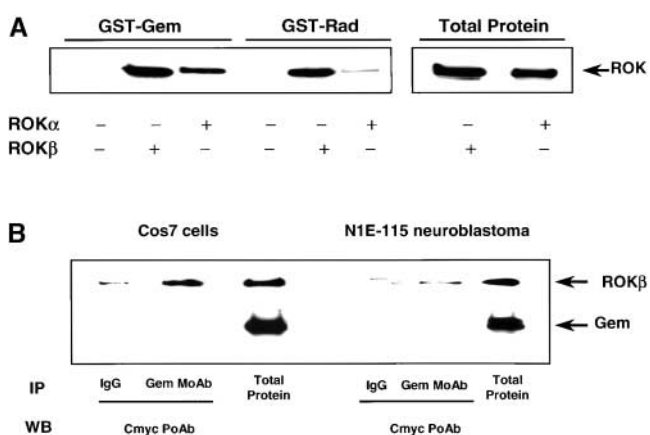 A
GST-Gem GST-Rad Total Protein
ROK
ROKα – – + – – + – +
ROKβ – + – – + – + –
B
Cos7 cells N1E-115 neuroblastoma
ROKβ
Gem
IP IgG Gem MoAb Total Protein IgG Gem MoAb Total Protein
WB Cmyc PoAb Cmyc PoAb